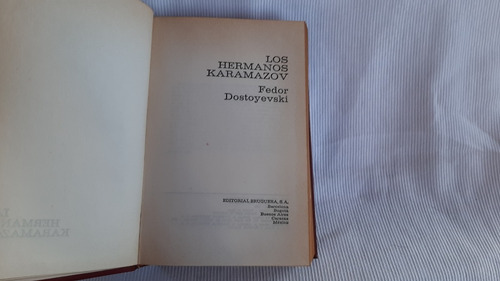 LOS
HERMANOS
KARAMAZOV
Fedor
Dostoyevski
EDITORIAL BRUGUERA, S.A.
Barcelona
Bogotá
Buenos Aires
Caracas
México